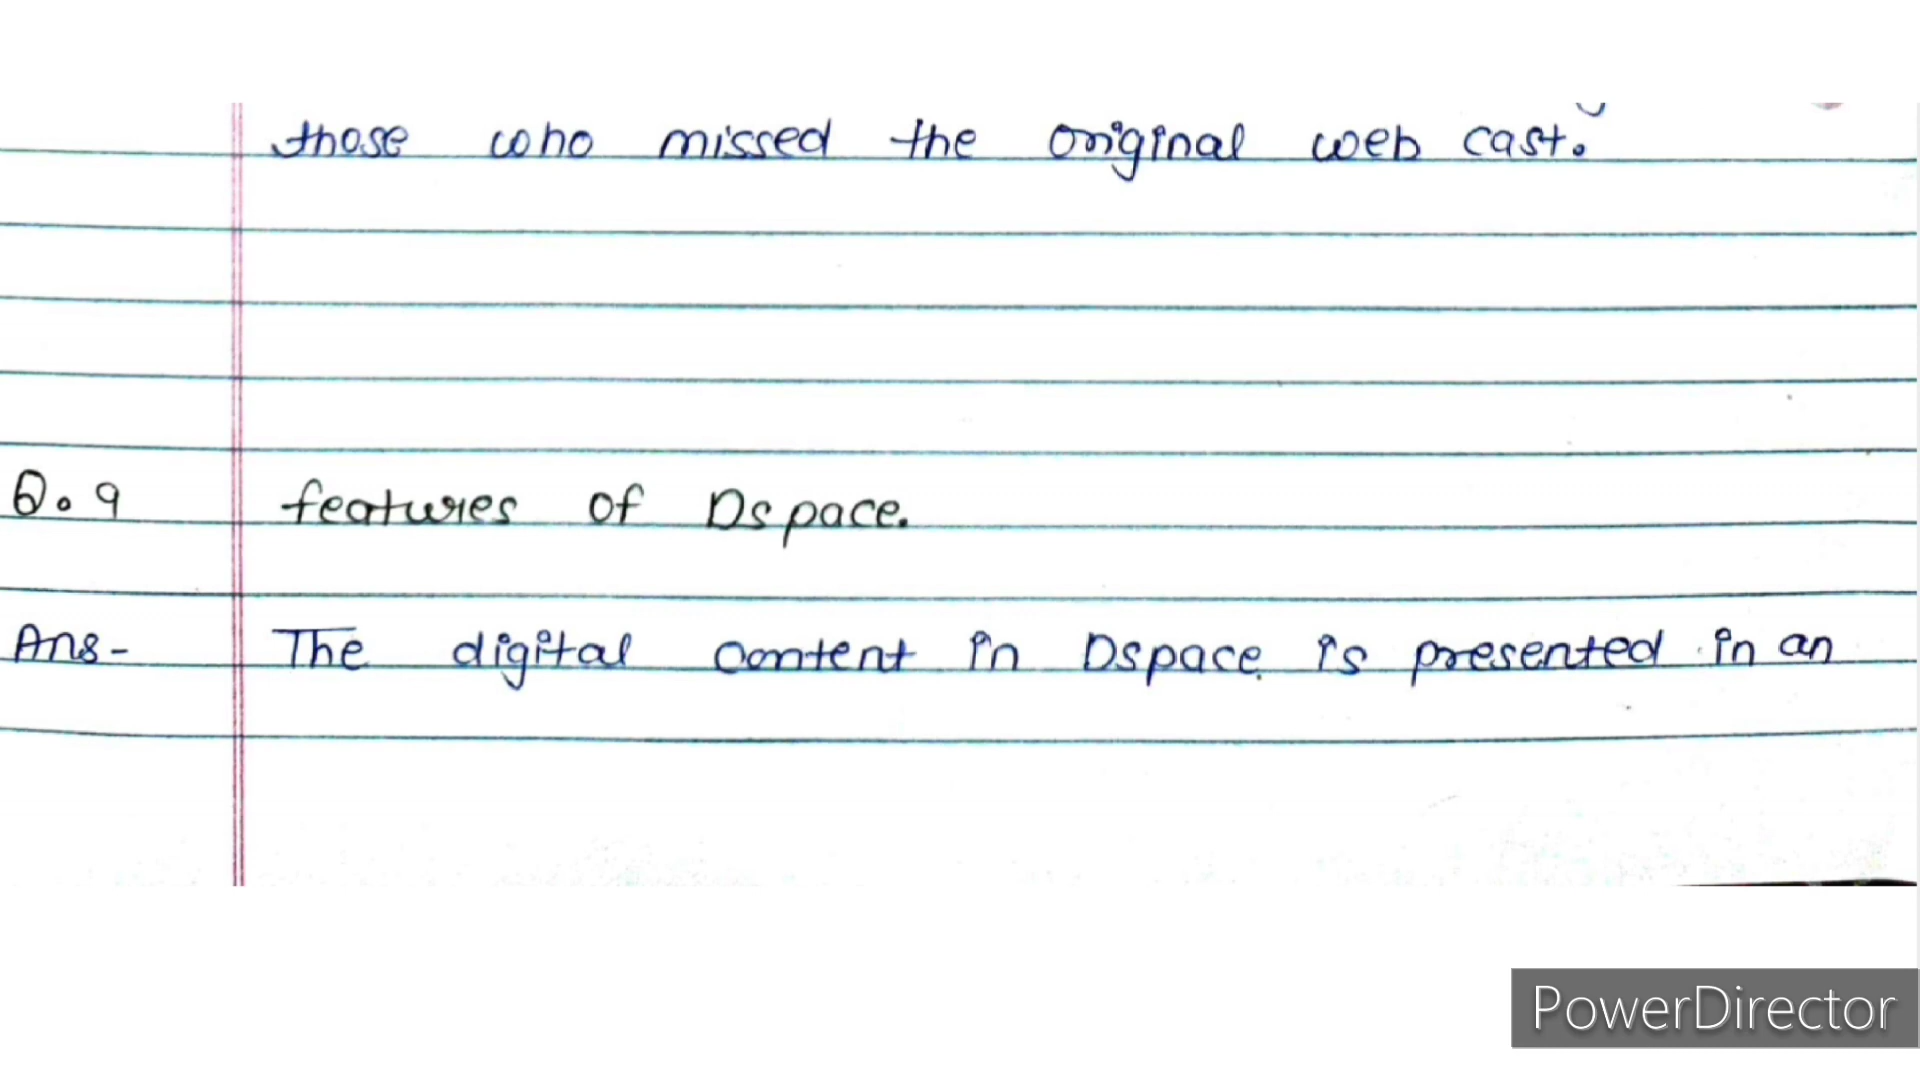 those who missed the original web cast.
Q.9 features of Dspace.
Ans- The digital content in Dspace is presented in an
PowerDirector